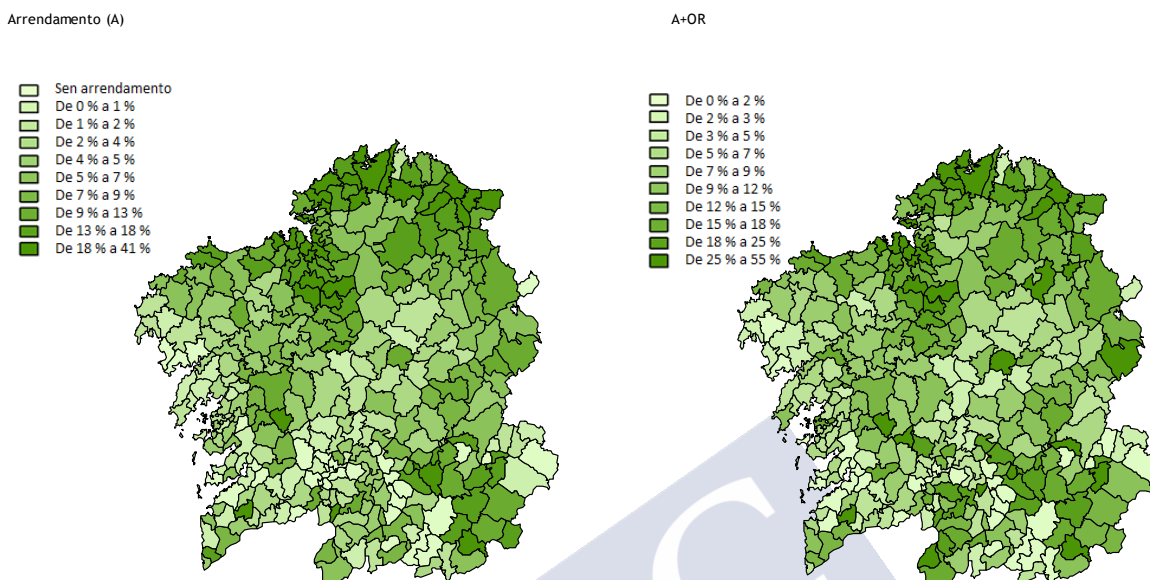 Arrendamento (A)
A+OR
Sen arrendamento
De 0 % a 1 %
De 1 % a 2 %
De 2 % a 4 %
De 4 % a 5 %
De 5 % a 7 %
De 7 % a 9 %
De 9 % a 13 %
De 13 % a 18 %
De 18 % a 41 %
De 0 % a 2 %
De 2 % a 3 %
De 3 % a 5 %
De 5 % a 7 %
De 7 % a 9 %
De 9 % a 12 %
De 12 % a 15 %
De 15 % a 18 %
De 18 % a 25 %
De 25 % a 55 %